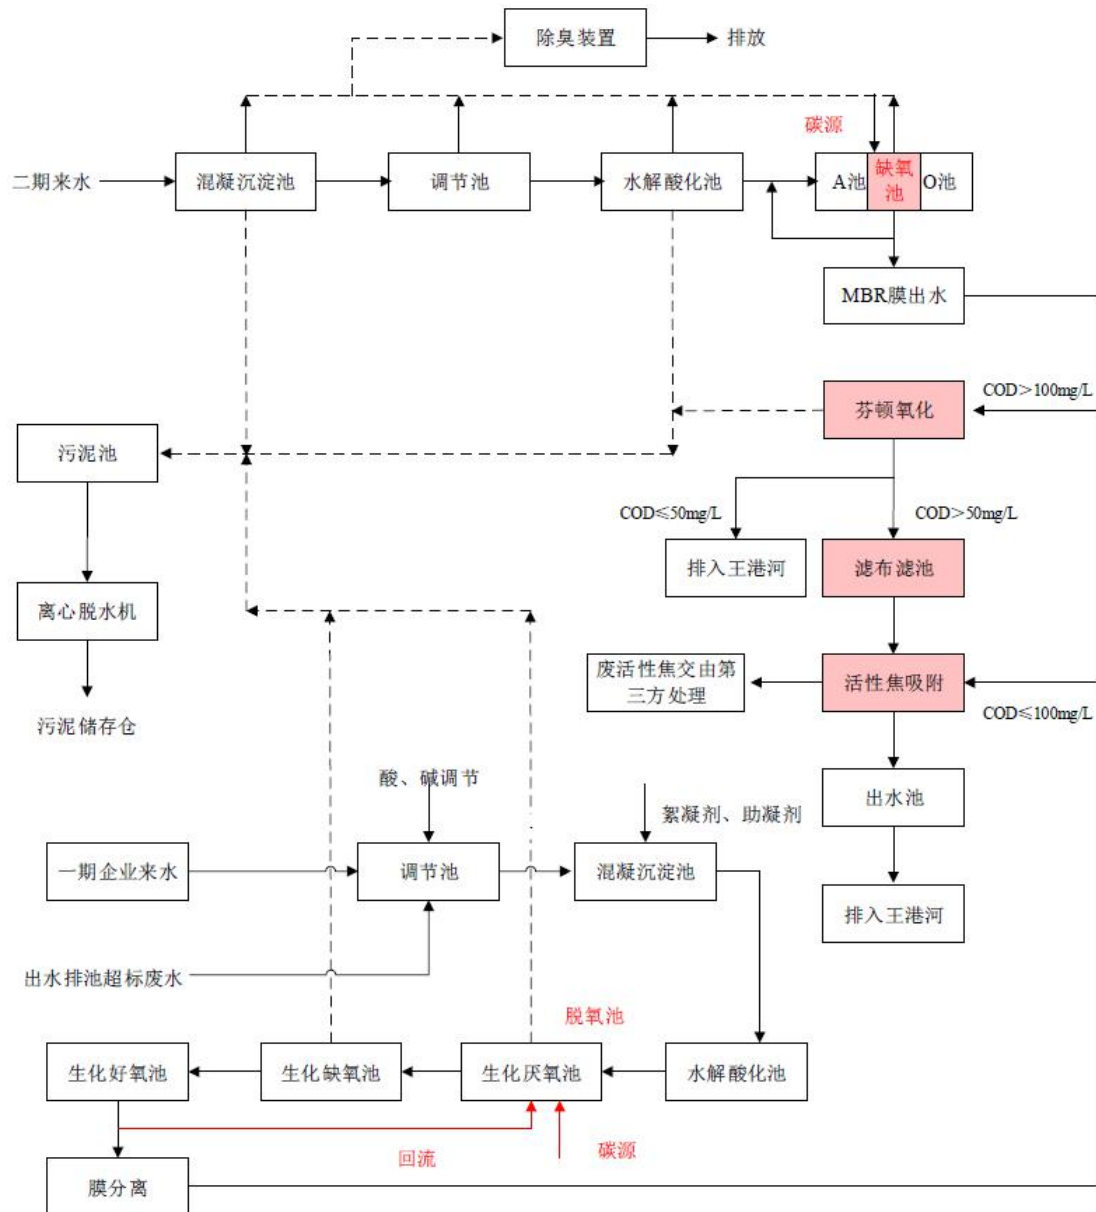 除臭装置
排放
碳源
二期来水
混凝沉淀池
调节池
水解酸化池
A池
缺氧
池
O池
MBR膜出水
芬顿氧化
COD>100mg/L
污泥池
COD≤50mg/L
COD>50mg/L
排入王港河
滤布滤池
离心脱水机
废活性焦交由第
三方处理
活性焦吸附
COD≤100mg/L
污泥储存仓
酸、碱调节
出水池
絮凝剂、助凝剂
一期企业来水
调节池
混凝沉淀池
排入王港河
出水排池超标废水
脱氧池
生化好氧池
生化缺氧池
生化厌氧池
水解酸化池
回流
碳源
膜分离